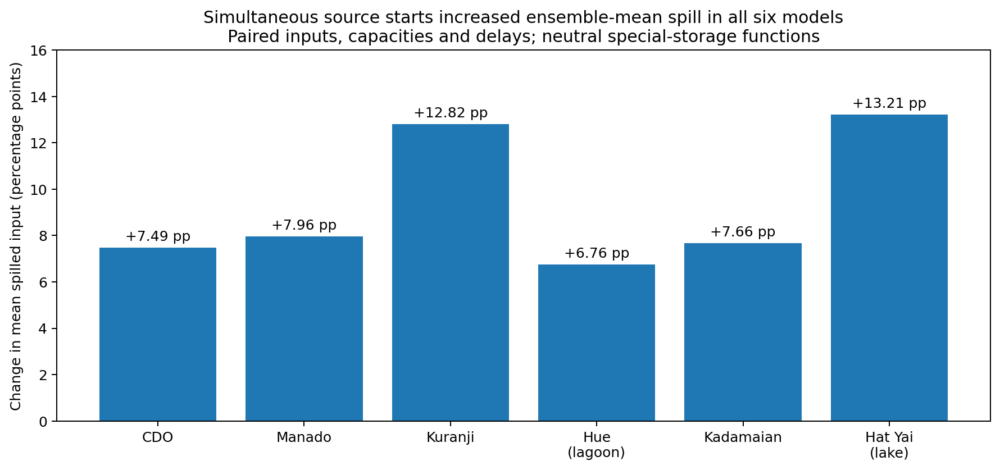 Simultaneous source starts increased ensemble-mean spill in all six models
Paired inputs, capacities and delays; neutral special-storage functions
Change in mean spilled input (percentage points)
16
14
12
10
8
6
4
2
0
+7.49 pp
+7.96 pp
+12.82 pp
+6.76 pp
+7.66 pp
+13.21 pp
CDO
Manado
Kuranji
Hue
(lagoon)
Kadamaian
Hat Yai
(lake)